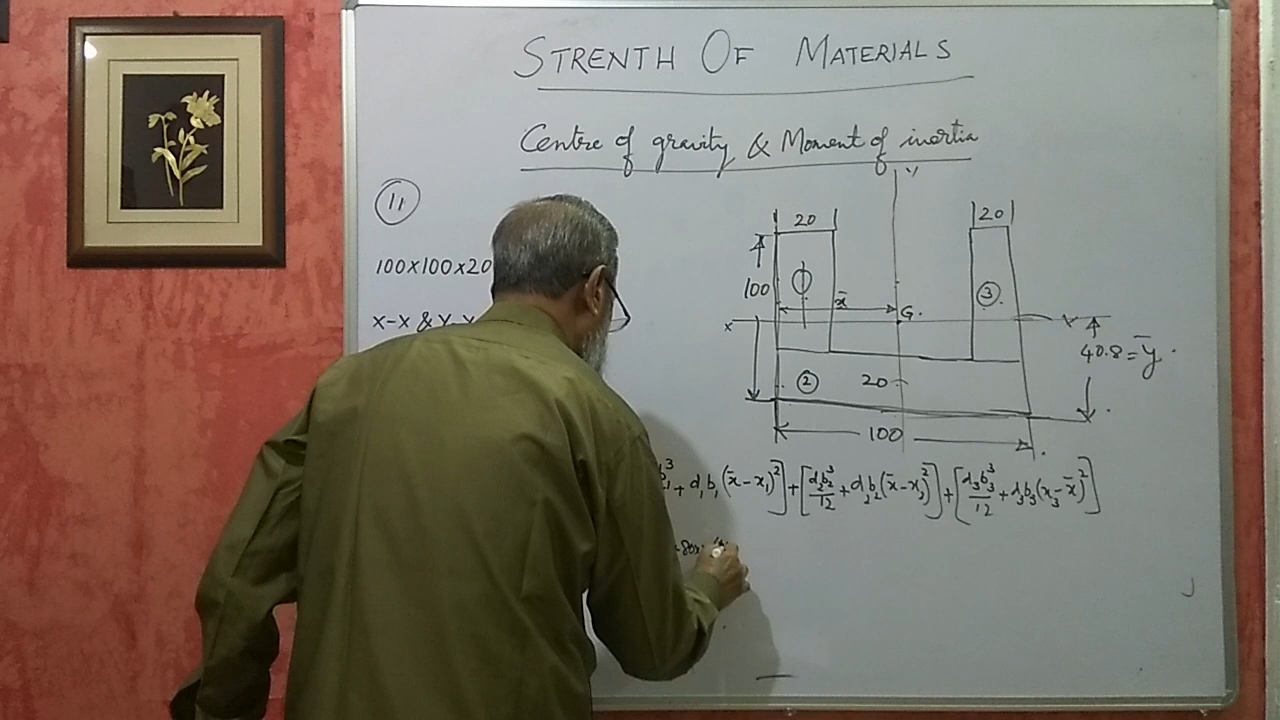 STRENTH OF MATERIALS
Centre of gravity & Moment of inertia
11
Y
100x100x20
X-X & Y-Y
20
20
100
1
x̄
G.
3
X
X
40.8 = ȳ
2
20
100
b₁³ + d₁b₁(x̄-x₁)²] + [d₂b₂³/12 + d₂b₂(x̄-x₂)²] + [d₃b₃³/12 + d₃b₃(x₃-x̄)²]